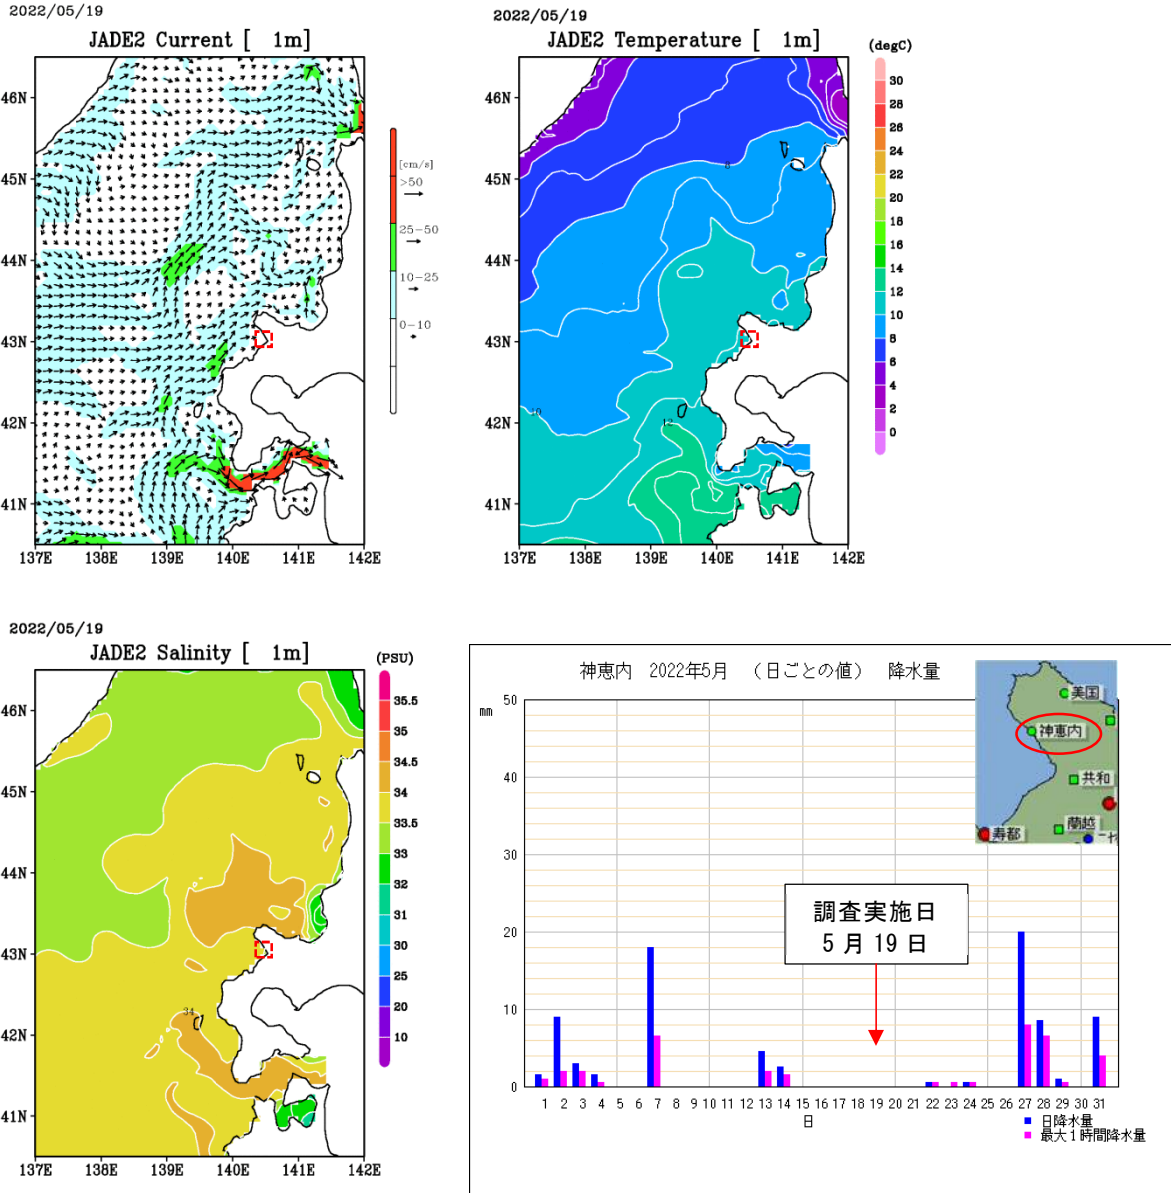 2022/05/19
JADE2 Current [ 1m]
46N
45N
44N
43N
42N
41N
137E 138E 139E 140E 141E 142E
[cm/s]
>50
25-50
10-25
0-10
2022/05/19
JADE2 Temperature [ 1m]
(degC)
46N
45N
44N
43N
42N
41N
137E 138E 139E 140E 141E 142E
8
10
12
30
28
26
24
22
20
18
16
14
12
10
8
6
4
2
0
2022/05/19
JADE2 Salinity [ 1m]
(PSU)
46N
45N
44N
43N
42N
41N
137E 138E 139E 140E 141E 142E
34
35.5
35
34.5
34
33.5
33
32
31
30
25
20
10
神恵内 2022年5月 (日ごとの値) 降水量
mm
50
40
30
20
10
0
1 2 3 4 5 6 7 8 9 10 11 12 13 14 15 16 17 18 19 20 21 22 23 24 25 26 27 28 29 30 31
日
調査実施日
5 月 19 日
日降水量
最大1時間降水量
美国
神恵内
共和
蘭越
寿都